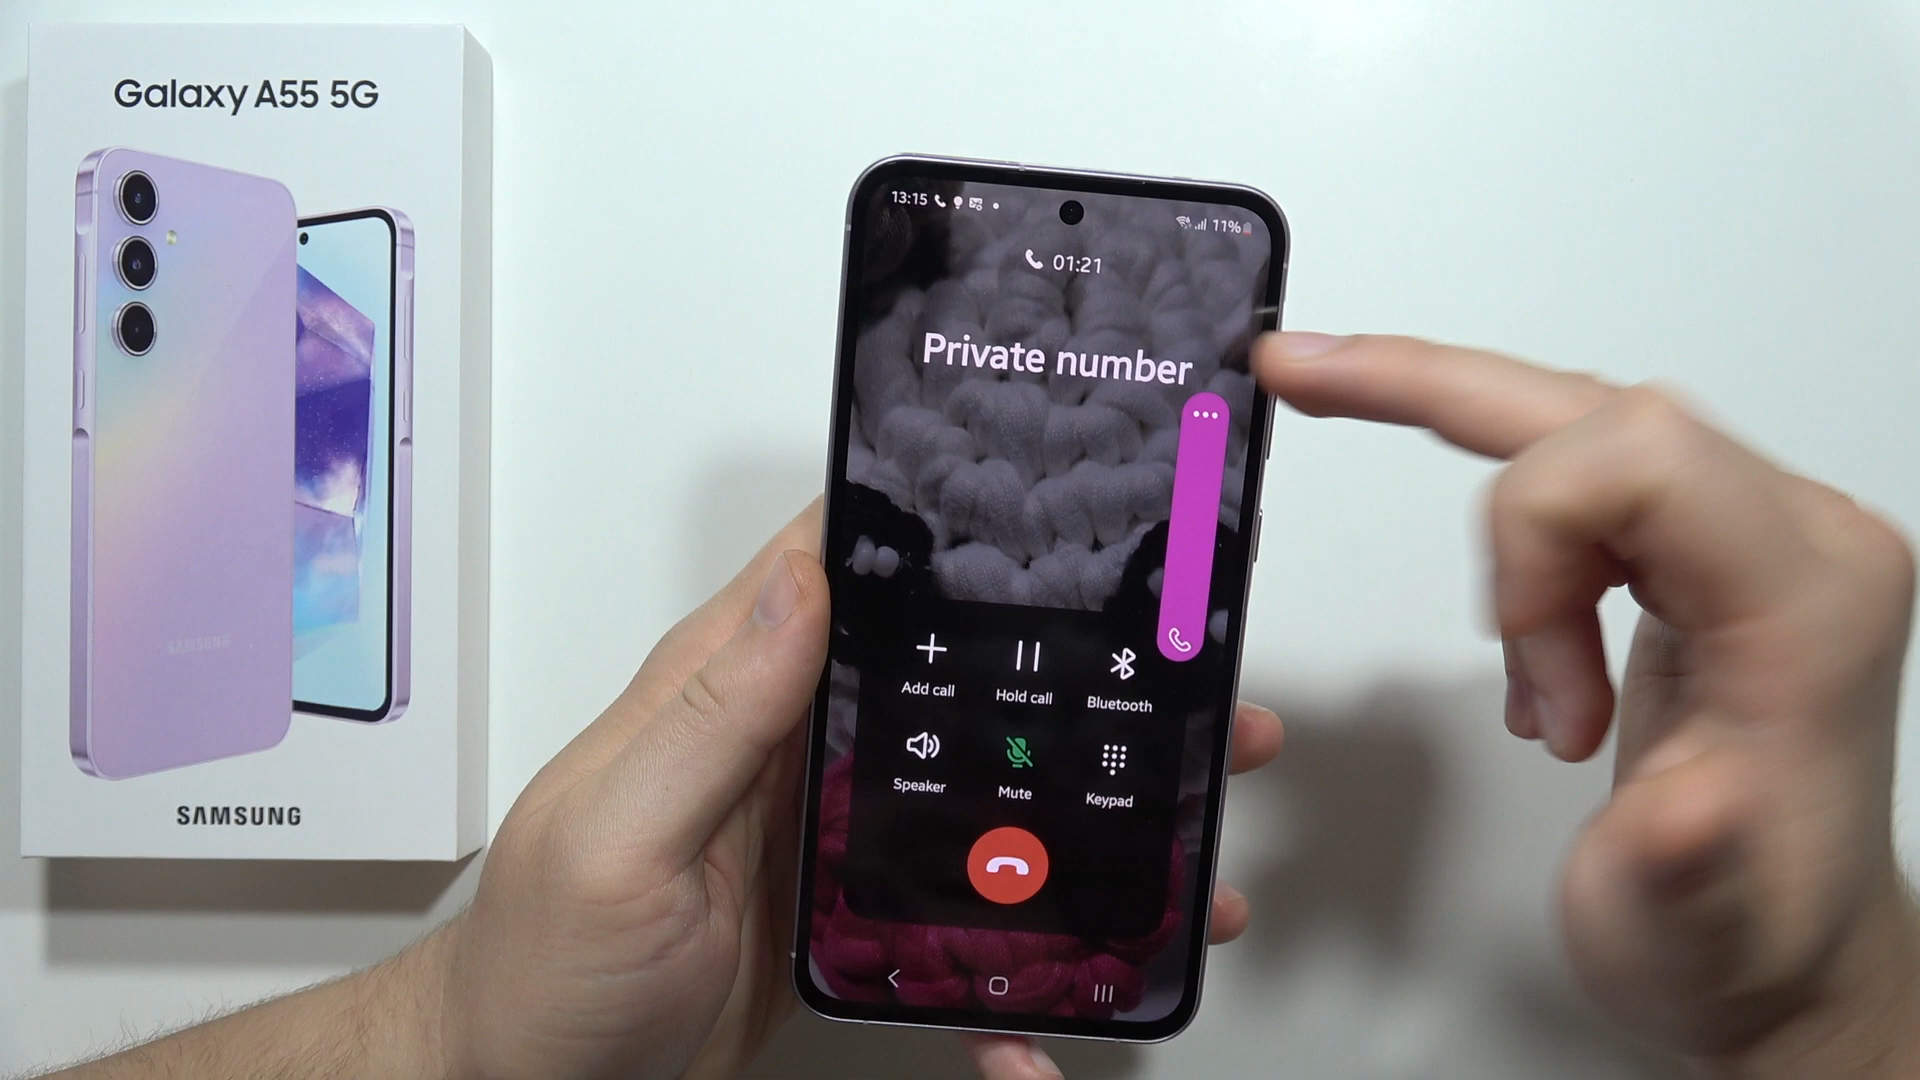 Galaxy A55 5G
SAMSUNG
SAMSUNG
13:15
11%
01:21
Private number
Add call
Hold call
Bluetooth
Speaker
Mute
Keypad